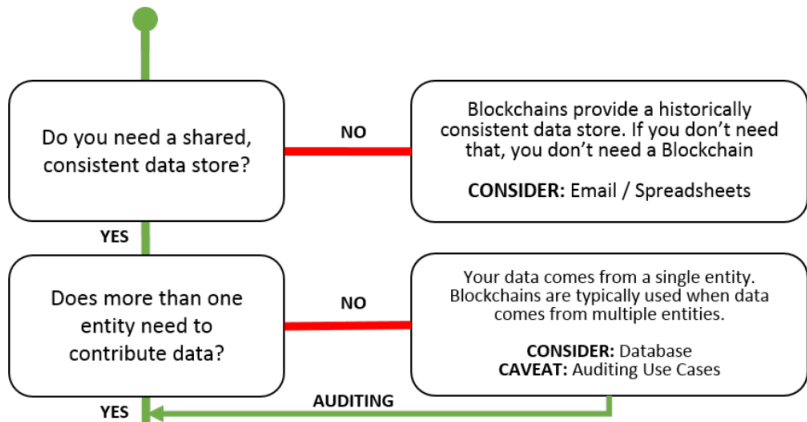 Do you need a shared,
consistent data store?
NO
Blockchains provide a historically
consistent data store. If you don’t need
that, you don’t need a Blockchain
CONSIDER: Email / Spreadsheets
YES
Does more than one
entity need to
contribute data?
NO
Your data comes from a single entity.
Blockchains are typically used when data
comes from multiple entities.
CONSIDER: Database
CAVEAT: Auditing Use Cases
AUDITING
YES